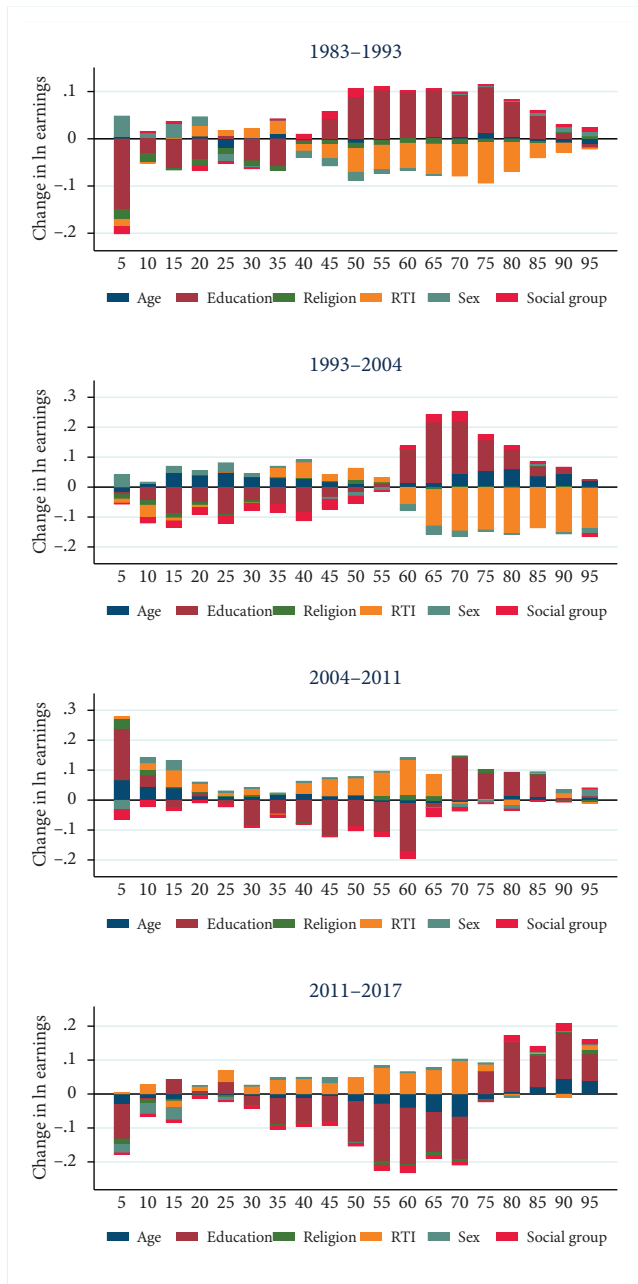 1983–1993
Change in ln earnings
.1
0
–.1
–.2
5 10 15 20 25 30 35 40 45 50 55 60 65 70 75 80 85 90 95
Age Education Religion RTI Sex Social group
1993–2004
Change in ln earnings
.3
.2
.1
0
–.1
–.2
5 10 15 20 25 30 35 40 45 50 55 60 65 70 75 80 85 90 95
Age Education Religion RTI Sex Social group
2004–2011
Change in ln earnings
.3
.2
.1
0
–.1
–.2
5 10 15 20 25 30 35 40 45 50 55 60 65 70 75 80 85 90 95
Age Education Religion RTI Sex Social group
2011–2017
Change in ln earnings
.2
.1
0
–.1
–.2
5 10 15 20 25 30 35 40 45 50 55 60 65 70 75 80 85 90 95
Age Education Religion RTI Sex Social group